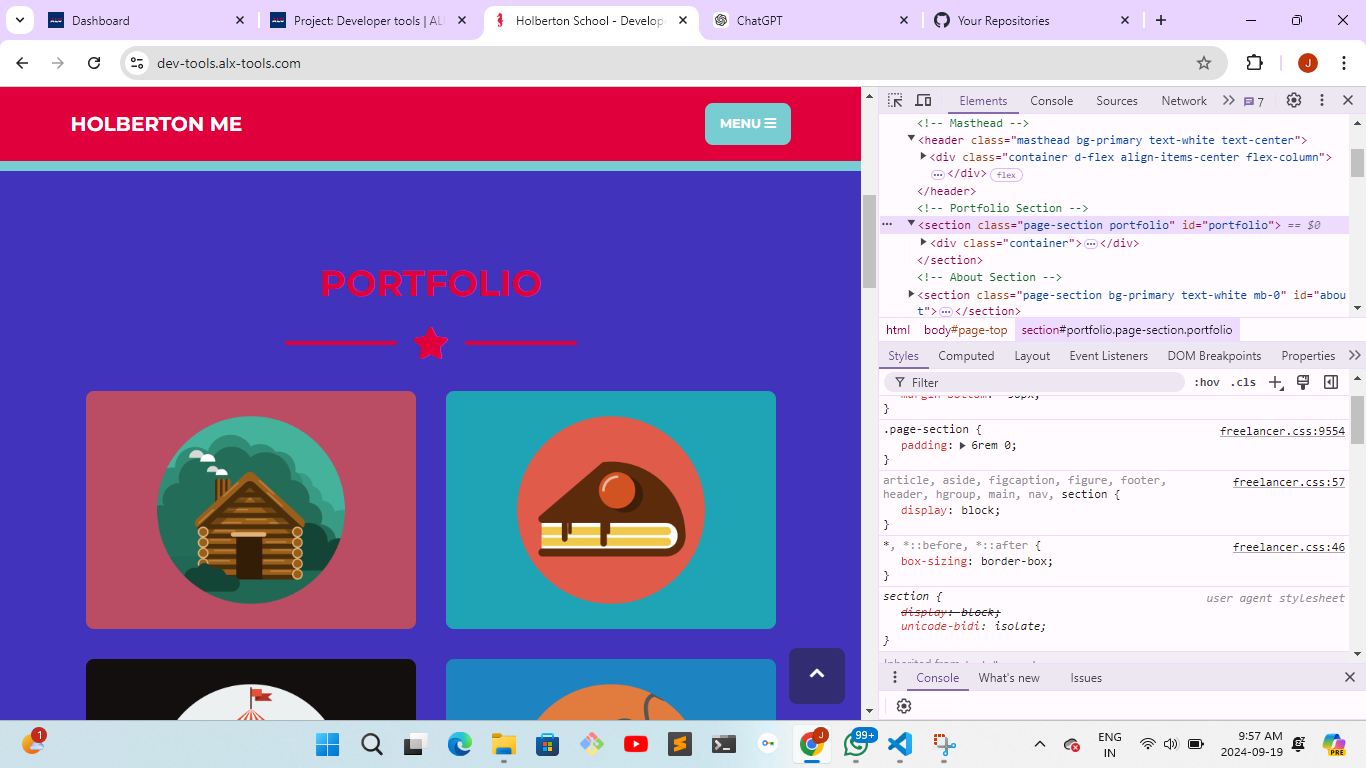 Dashboard
Project: Developer tools | AL
Holberton School - Develop
ChatGPT
Your Repositories
dev-tools.alx-tools.com
J
HOLBERTON ME
MENU
PORTFOLIO
Elements
Console
Sources
Network
7
<!-- Masthead -->
<header class="masthead bg-primary text-white text-center">
<div class="container d-flex align-items-center flex-column">
</div> flex
</header>
<!-- Portfolio Section -->
<section class="page-section portfolio" id="portfolio"> == $0
<div class="container"> </div>
</section>
<!-- About Section -->
<section class="page-section bg-primary text-white mb-0" id="abou
t"> </section>
html body#page-top section#portfolio.page-section.portfolio
Styles Computed Layout Event Listeners DOM Breakpoints Properties
Filter
:hov .cls
}
.page-section {
freelancer.css:9554
padding: 6rem 0;
}
article, aside, figcaption, figure, footer,
freelancer.css:57
header, hgroup, main, nav, section {
display: block;
}
*, *::before, *::after {
freelancer.css:46
box-sizing: border-box;
}
section {
user agent stylesheet
display: block;
unicode-bidi: isolate;
}
Inherited from
Console What's new Issues
1
J
99+
ENG
IN
9:57 AM
2024-09-19
PRE